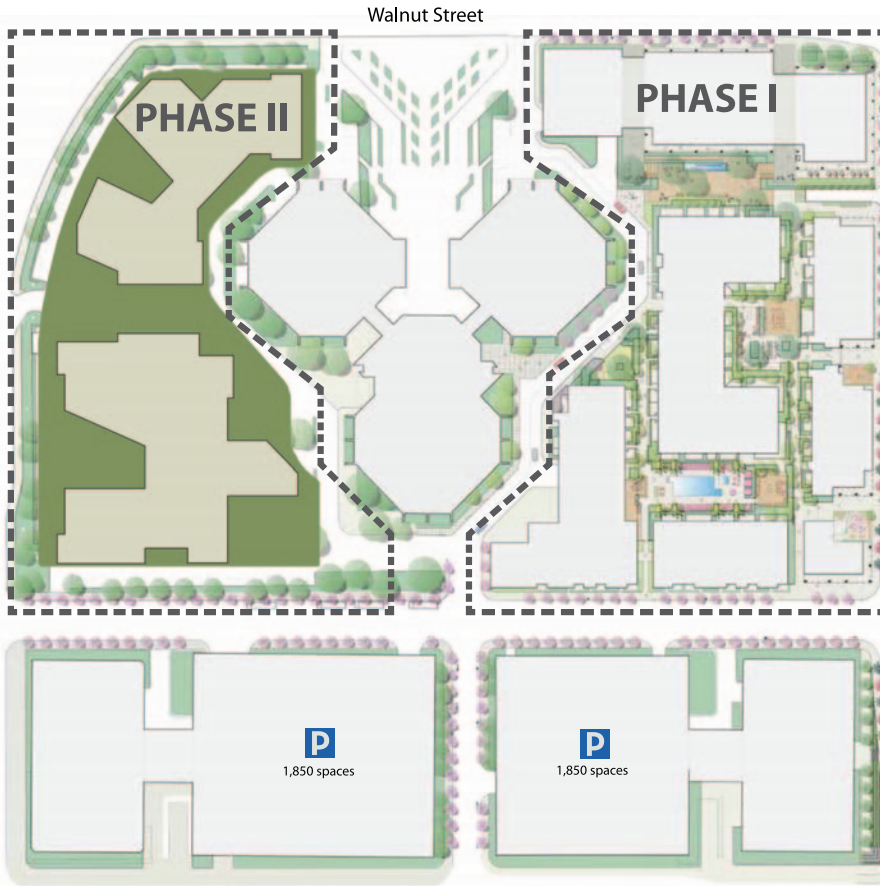 Walnut Street
PHASE II
PHASE I
P
1,850 spaces
P
1,850 spaces